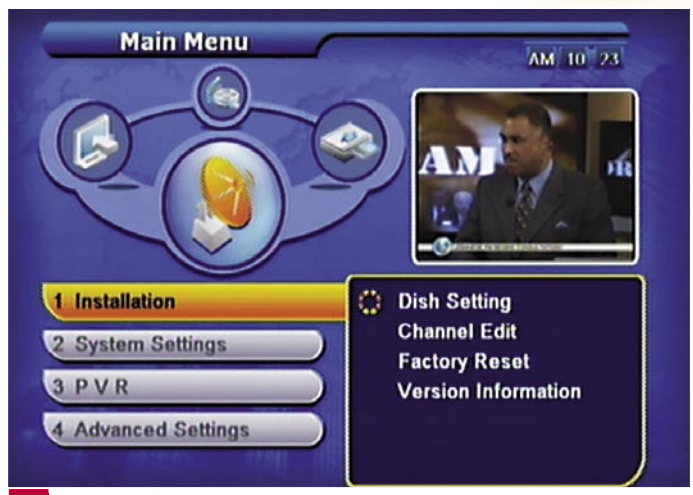 Main Menu
AM 10 23
AM
1 Installation
2 System Settings
3 P V R
4 Advanced Settings
Dish Setting
Channel Edit
Factory Reset
Version Information